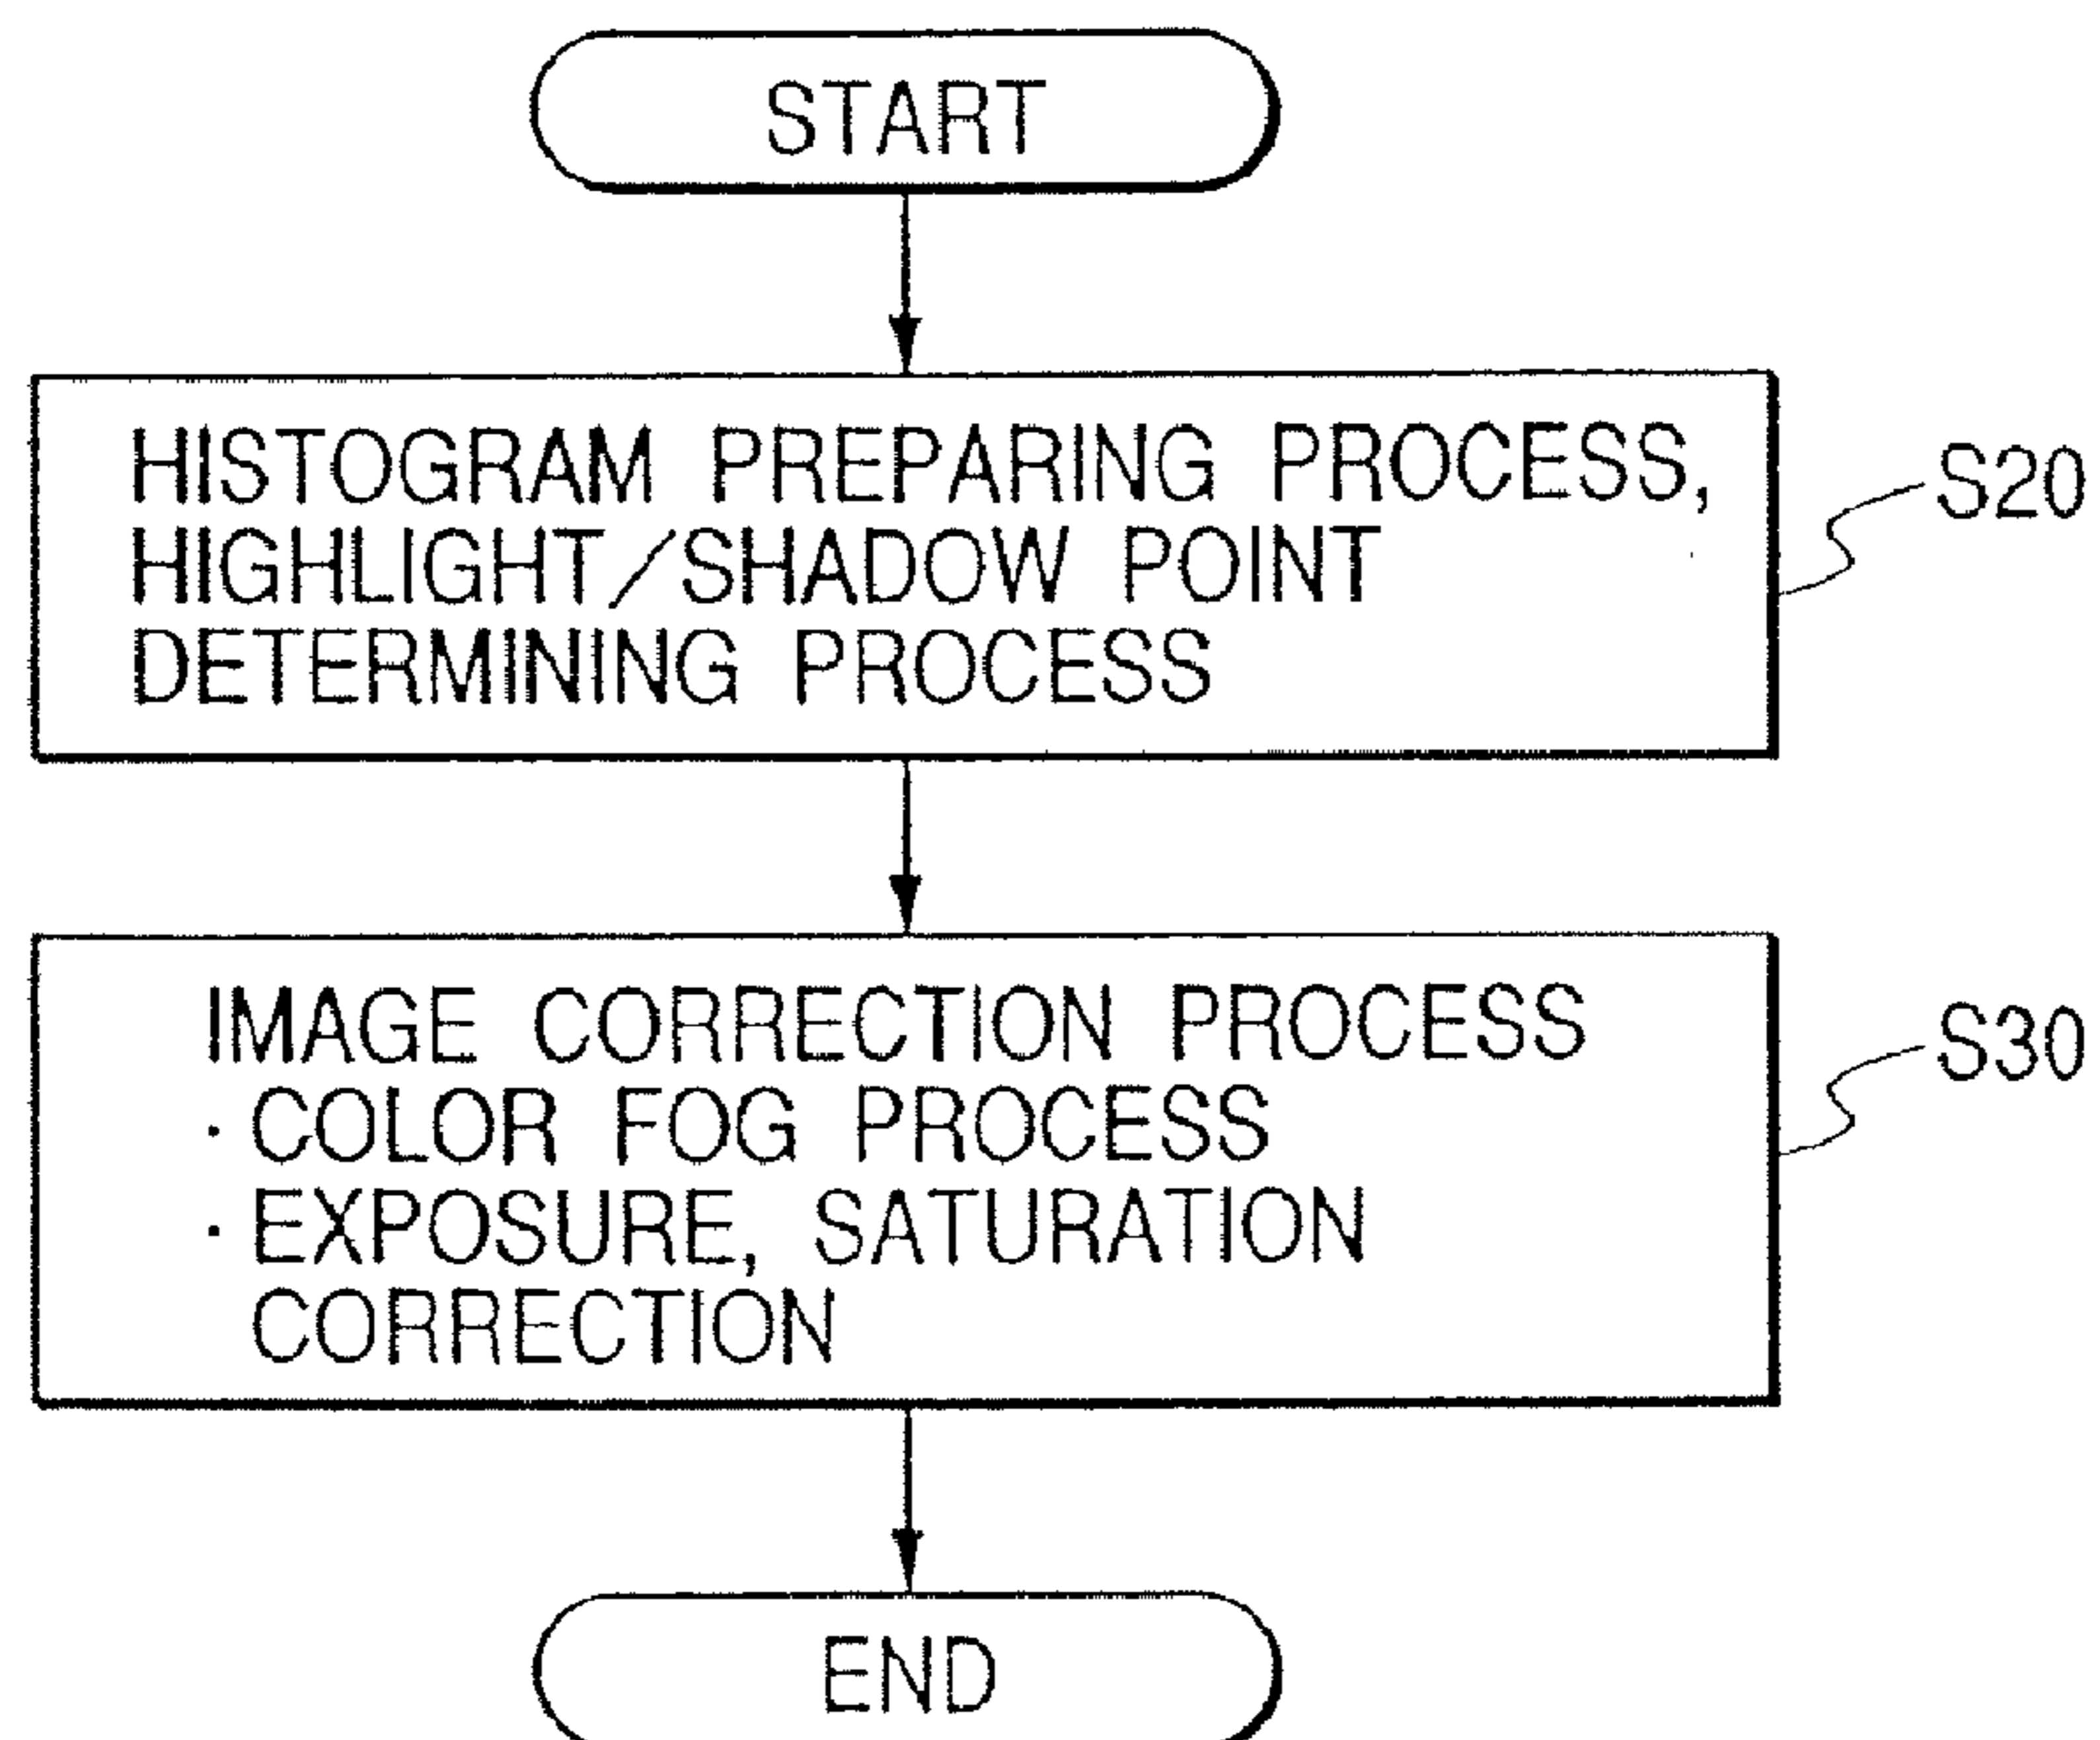 START
HISTOGRAM PREPARING PROCESS,
HIGHLIGHT/SHADOW POINT
DETERMINING PROCESS
S20
IMAGE CORRECTION PROCESS
· COLOR FOG PROCESS
· EXPOSURE, SATURATION
CORRECTION
S30
END